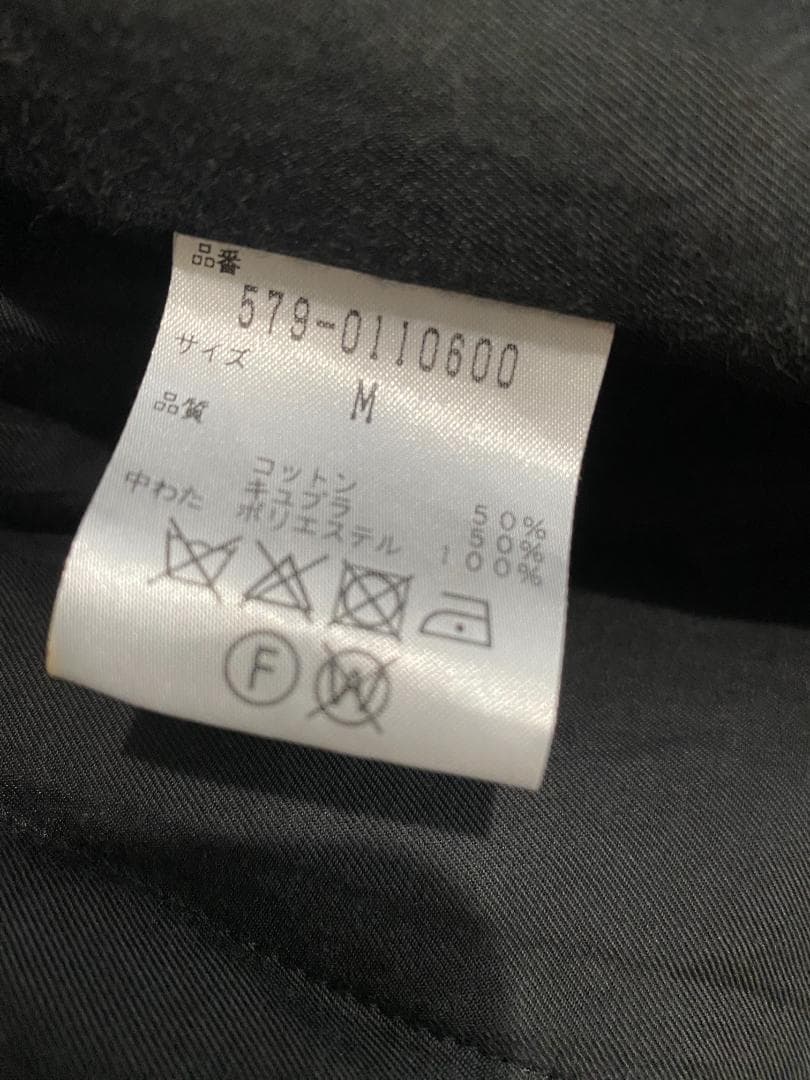 品番
579-0110600
サイズ
M
品質
コットン 50%
キュプラ 50%
中わた ポリエステル 100%
F
W